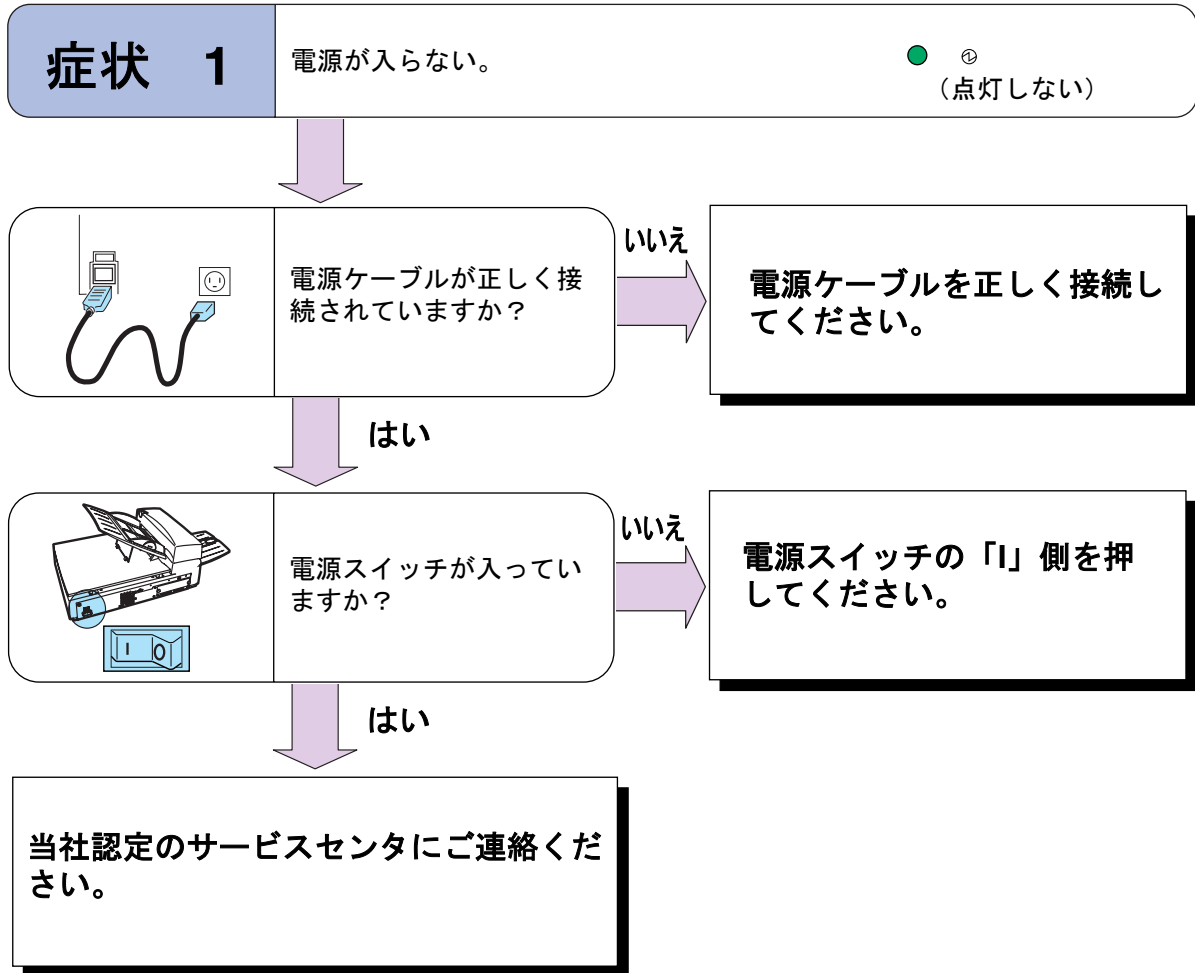 症状 1
電源が入らない。
（点灯しない）
電源ケーブルが正しく接
続されていますか？
いいえ
電源ケーブルを正しく接続し
てください。
はい
電源スイッチが入ってい
ますか？
I O
いいえ
電源スイッチの「I」側を押
してください。
はい
当社認定のサービスセンタにご連絡くだ
さい。